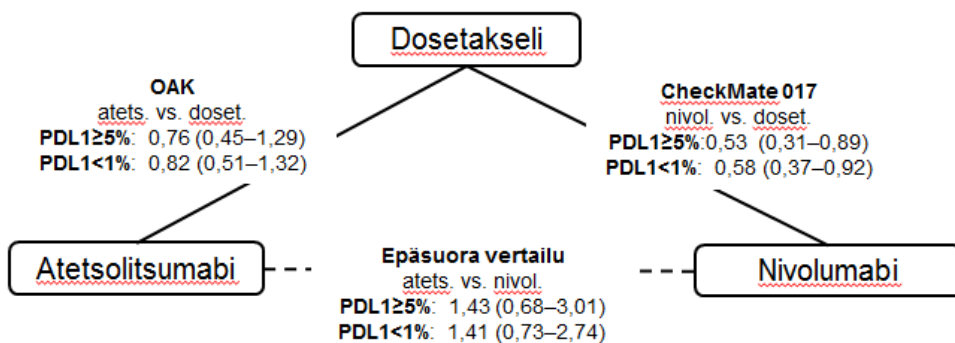 Dosetakseli
OAK
atets. vs. doset.
PDL1≥5%: 0,76 (0,45–1,29)
PDL1<1%: 0,82 (0,51–1,32)
CheckMate 017
nivol. vs. doset.
PDL1≥5%:0,53 (0,31–0,89)
PDL1<1%: 0,58 (0,37–0,92)
Atetsolitsumabi
Epäsuora vertailu
atets. vs. nivol.
PDL1≥5%: 1,43 (0,68–3,01)
PDL1<1%: 1,41 (0,73–2,74)
Nivolumabi